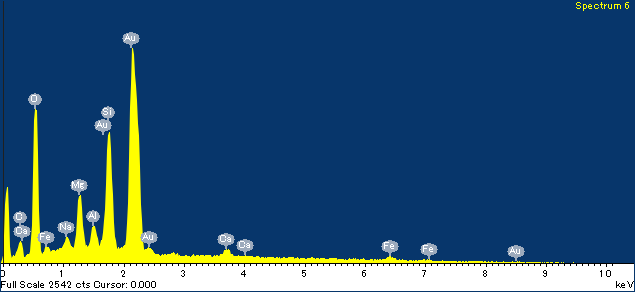 Spectrum 6
Au
Si
Au
O
Mg
C
Ca
Fe
Na
Al
Au
Ca
Ca
Fe
Fe
Au
0 1 2 3 4 5 6 7 8 9 10
Full Scale 2542 cts Cursor: 0.000 keV